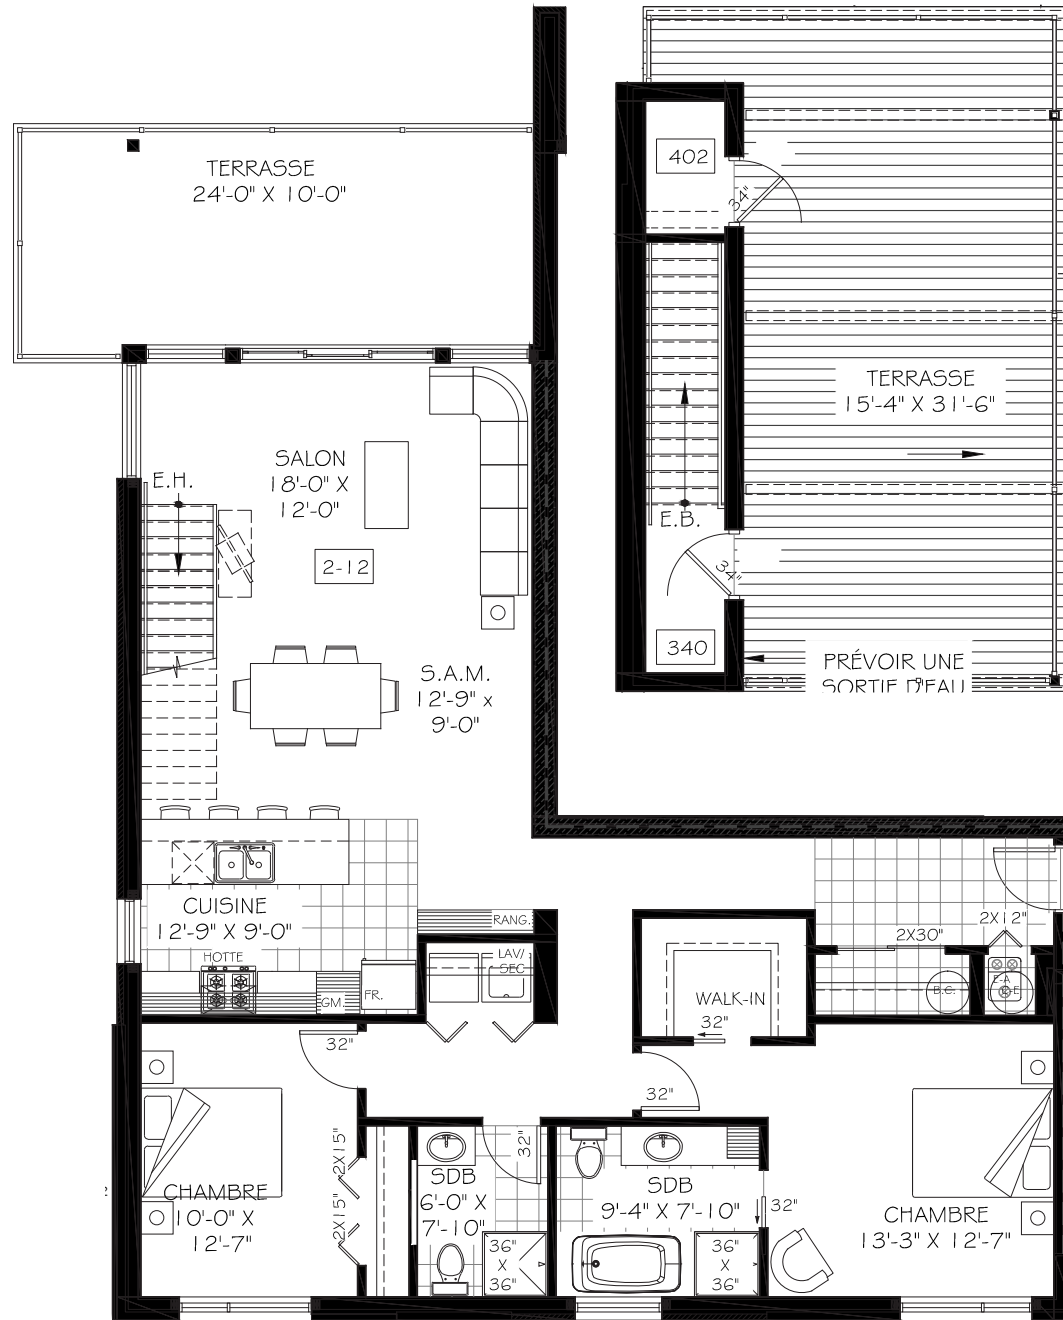 TERRASSE
24'-0" X 10'-0"
402
34"
TERRASSE
15'-4" X 31'-6"
E.B.
34"
340
PRÉVOIR UNE
SORTIE D'EAU
SALON
18'-0" X
12'-0"
E.H.
2-12
S.A.M.
12'-9" x
9'-0"
CUISINE
12'-9" X 9'-0"
HOTTE
GM.
FR.
RANG.
LAV/
SEC
WALK-IN
32"
2X12"
2X30"
B.C.
E-A
C-E
32"
32"
32"
2X15"
2X15"
CHAMBRE
10'-0" X
12'-7"
SDB
6'-0" X
7'-10"
36"
X
36"
SDB
9'-4" X 7'-10"
32"
36"
X
36"
CHAMBRE
13'-3" X 12'-7"